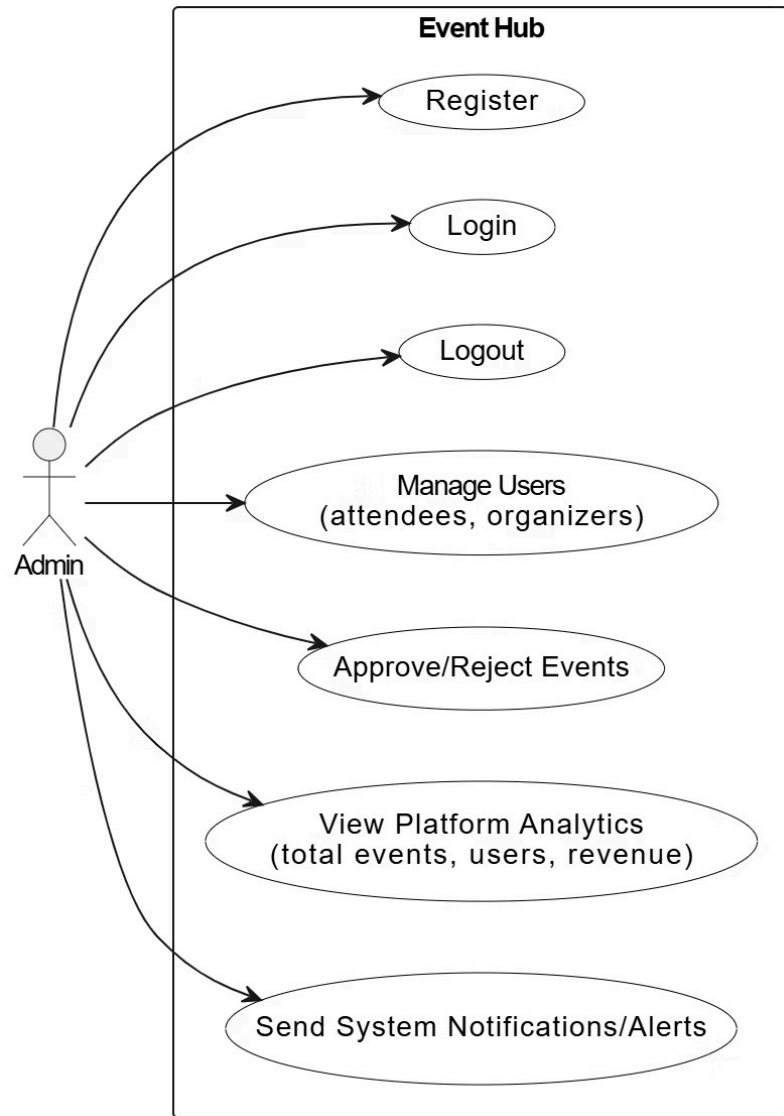 Event Hub
Register
Login
Logout
Manage Users
(attendees, organizers)
Admin
Approve/Reject Events
View Platform Analytics
(total events, users, revenue)
Send System Notifications/Alerts